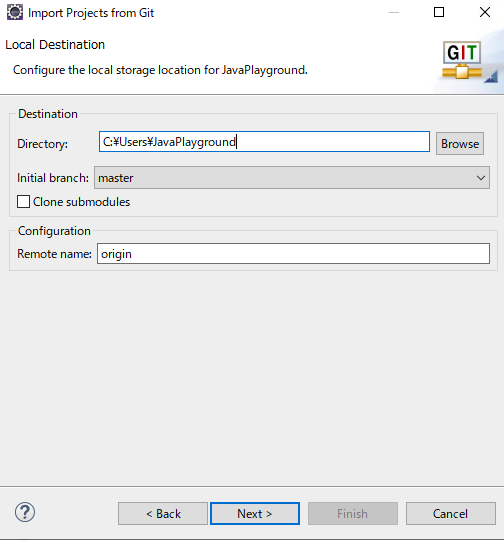 Import Projects from Git
Local Destination
Configure the local storage location for JavaPlayground.
GIT
Destination
Directory: C:¥Users¥JavaPlayground Browse
Initial branch: master
Clone submodules
Configuration
Remote name: origin
? < Back Next > Finish Cancel